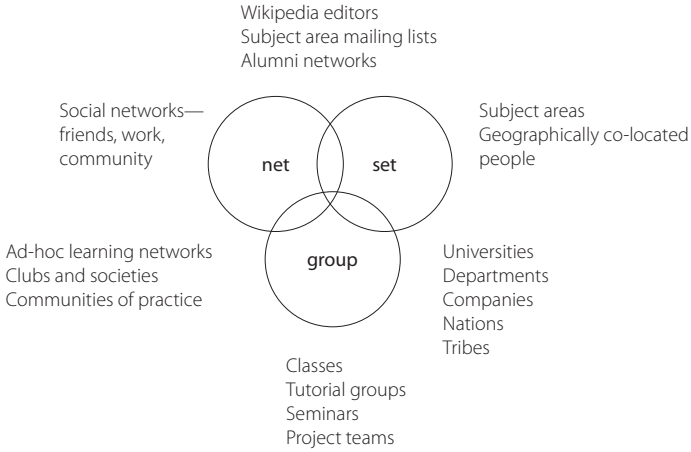 Wikipedia editors
Subject area mailing lists
Alumni networks
Social networks—
friends, work,
community
Subject areas
Geographically co-located
people
net
set
group
Ad-hoc learning networks
Clubs and societies
Communities of practice
Universities
Departments
Companies
Nations
Tribes
Classes
Tutorial groups
Seminars
Project teams